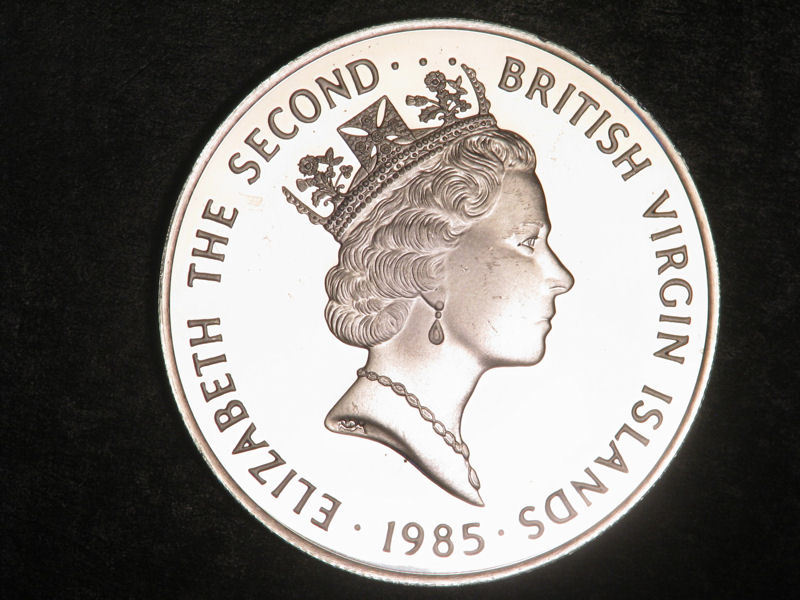 ELIZABETH THE SECOND · · · BRITISH VIRGIN ISLANDS
· 1985 ·